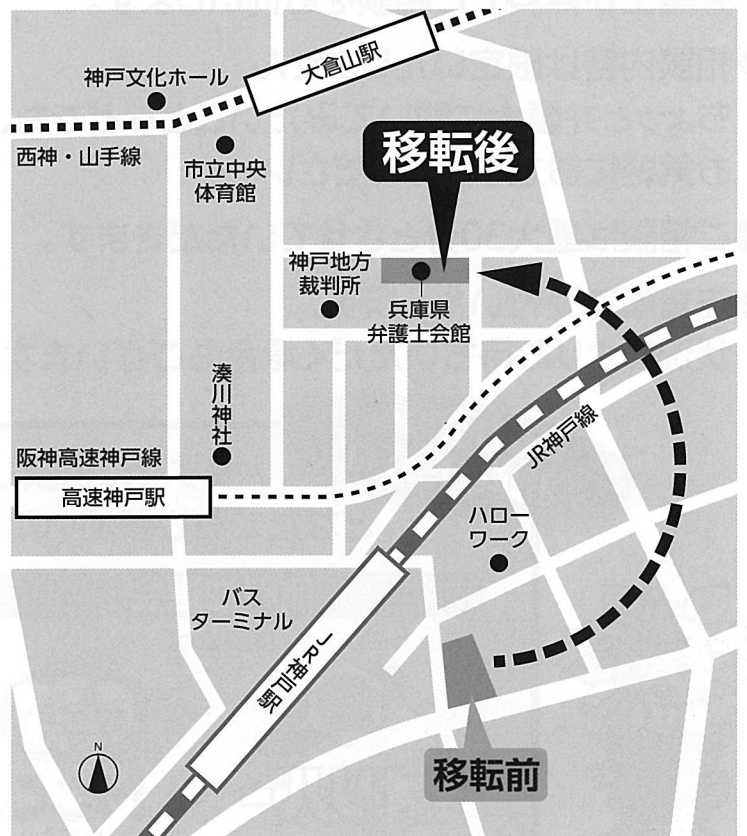 大倉山駅
神戸文化ホール
西神・山手線
市立中央
体育館
移転後
神戸地方
裁判所
兵庫県
弁護士会館
湊川神社
阪神高速神戸線
高速神戸駅
JR神戸線
ハロー
ワーク
バス
ターミナル
JR神戸駅
移転前
N